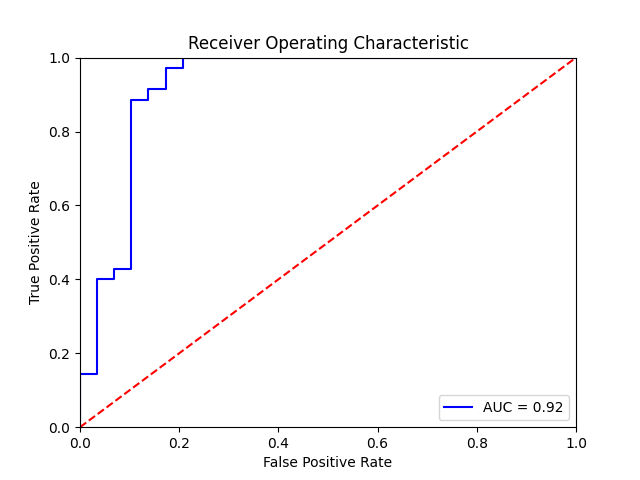 Receiver Operating Characteristic
1.0
0.8
0.6
0.4
0.2
0.0
True Positive Rate
AUC = 0.92
0.0 0.2 0.4 0.6 0.8 1.0
False Positive Rate